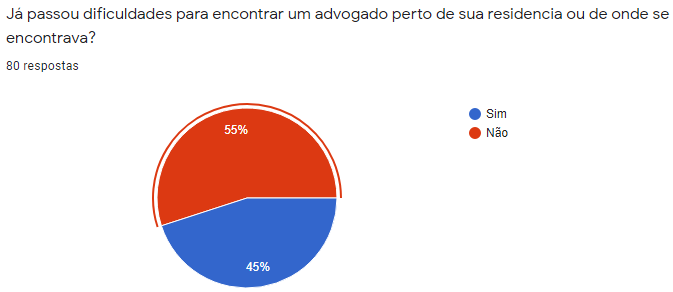 Já passou dificuldades para encontrar um advogado perto de sua residencia ou de onde se
encontrava?
80 respostas
Sim
Não
55%
45%